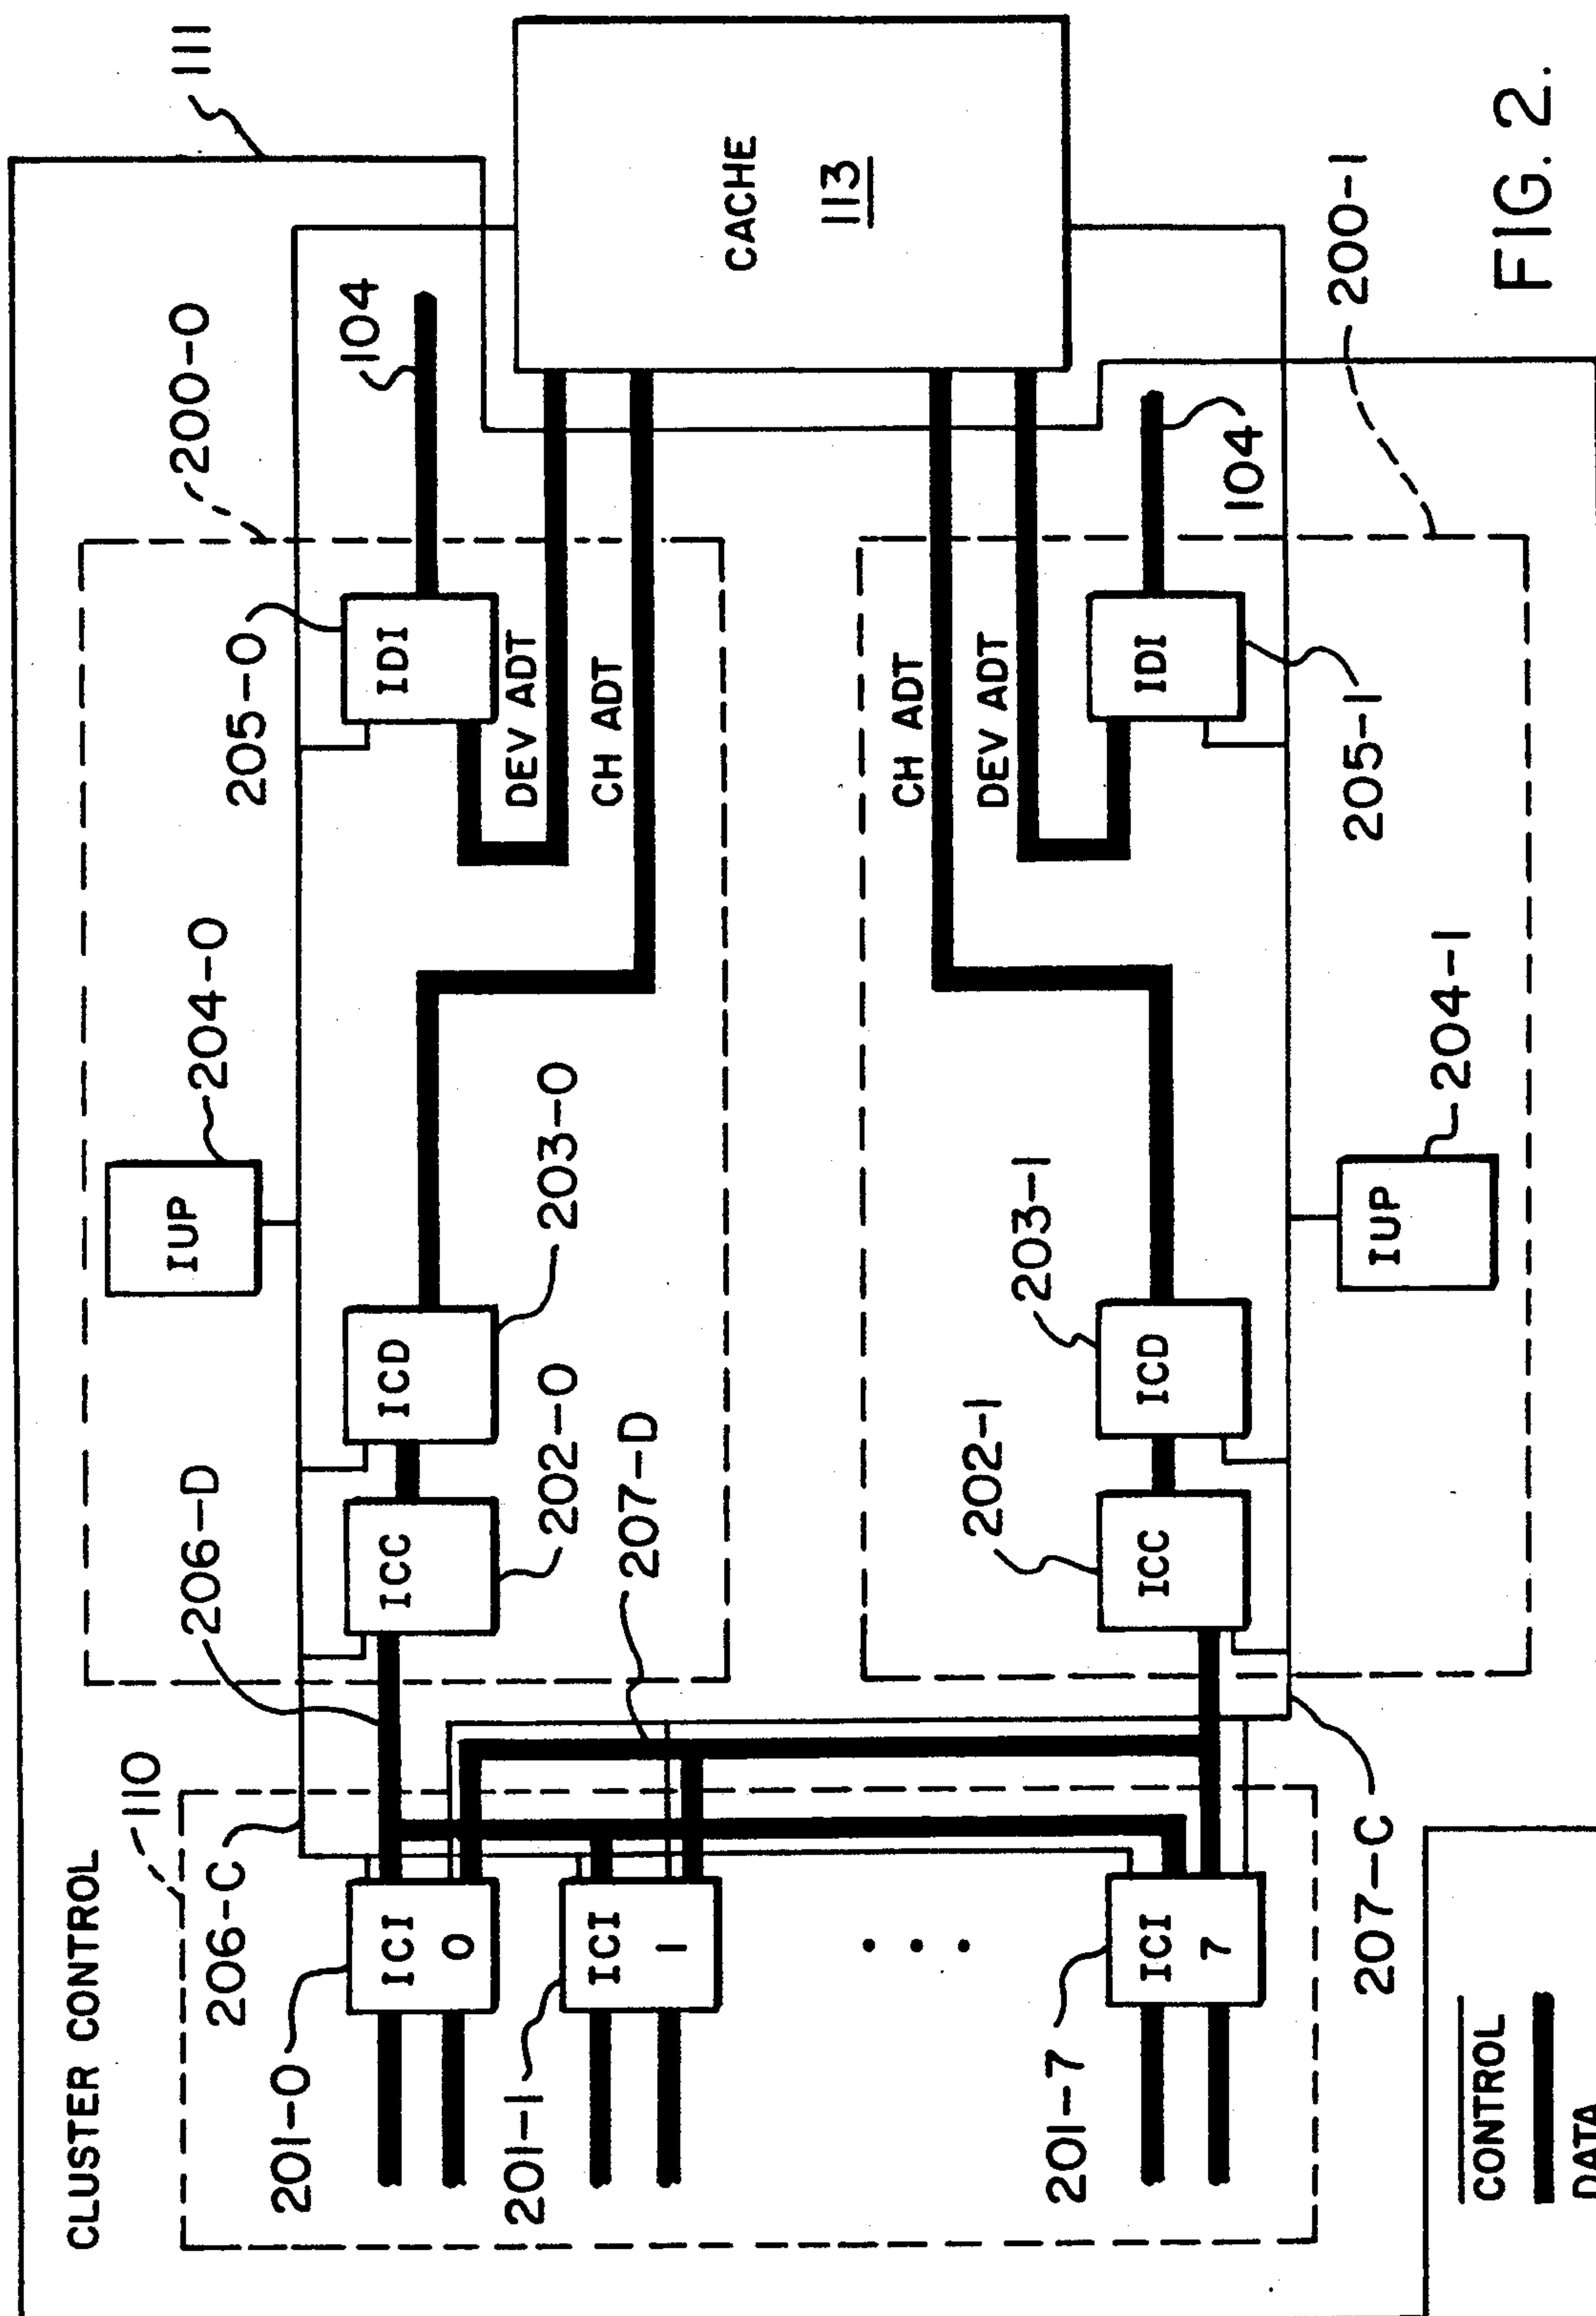 CLUSTER CONTROL
111
110
206-D
204-0
205-0
200-0
206-C
IUP
104
201-0
ICI
0
ICC
ICD
IDI
202-0
203-0
DEV ADT
CH ADT
207-D
201-1
ICI
1
CACHE
113
202-1
203-1
CH ADT
DEV ADT
201-7
ICI
7
ICC
ICD
IDI
104
IUP
205-1
207-C
204-1
200-1
CONTROL
DATA
FIG. 2.